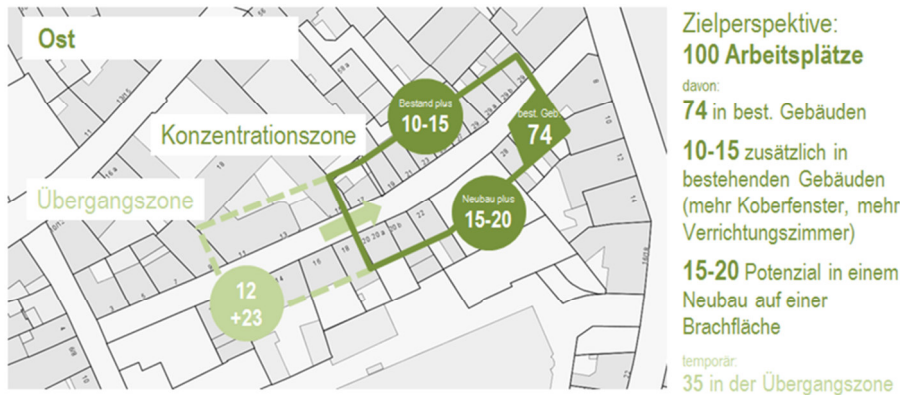 Ost
Konzentrationszone
Übergangszone
Bestand plus
10-15
best. Geb.
74
Neubau plus
15-20
12
+23
Zielperspektive:
100 Arbeitsplätze
davon:
74 in best. Gebäuden
10-15 zusätzlich in
bestehenden Gebäuden
(mehr Koberfenster, mehr
Verrichtungszimmer)
15-20 Potenzial in einem
Neubau auf einer
Brachfläche
temporär:
35 in der Übergangszone